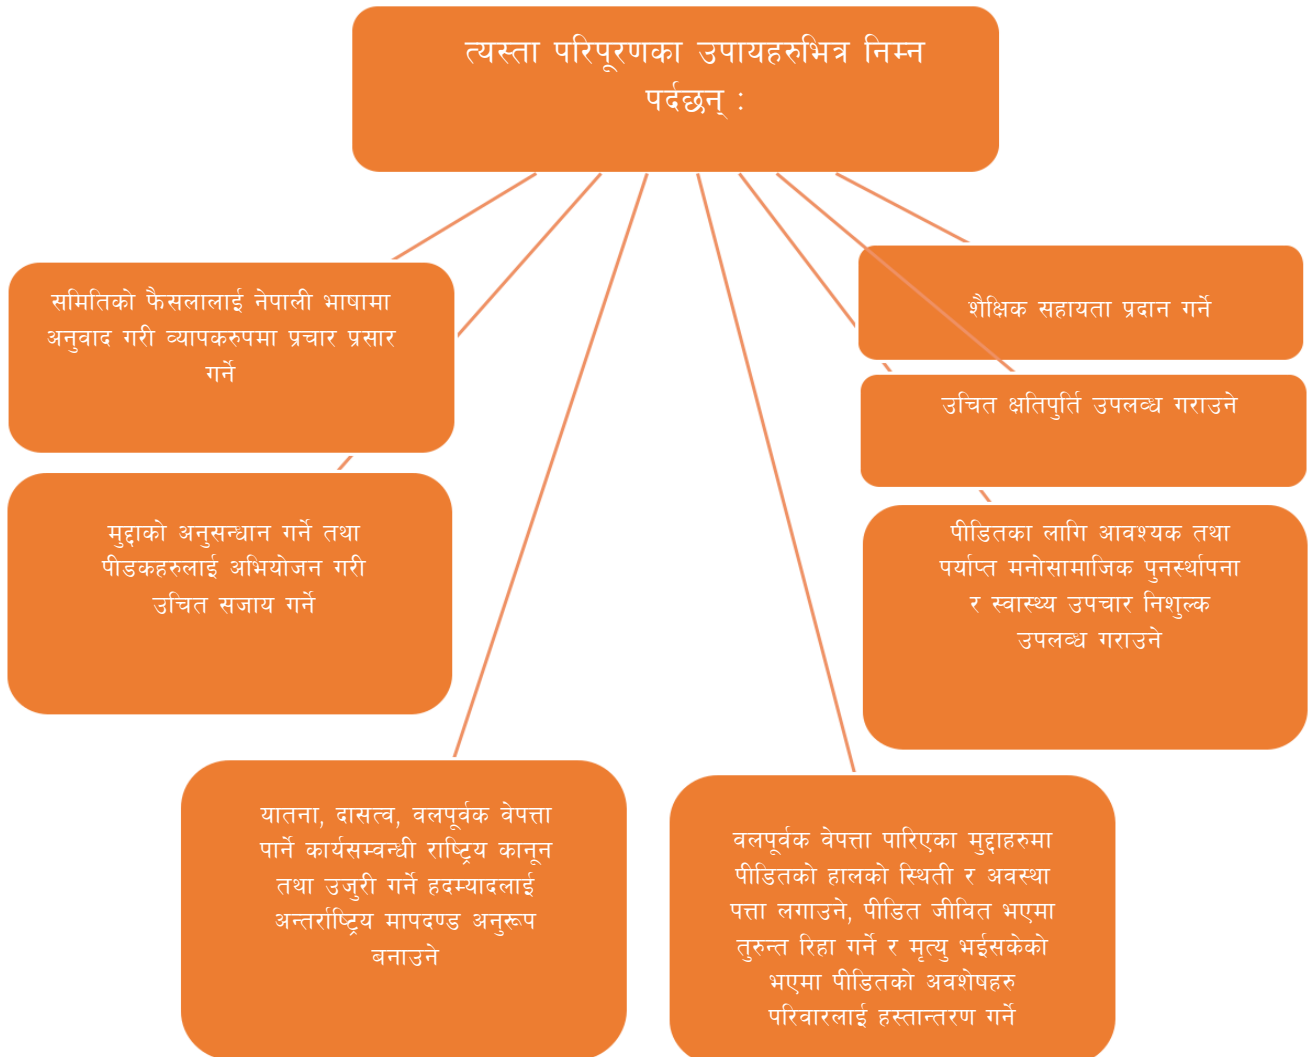 त्यस्ता परिपूरणका उपायहरुभित्र निम्न
पर्दछन् :
समितिको फैसलालाई नेपाली भाषामा
अनुवाद गरी व्यापकरुपमा प्रचार प्रसार
गर्ने
मुद्दाको अनुसन्धान गर्ने तथा
पीडकहरुलाई अभियोजन गरी
उचित सजाय गर्ने
यातना, दासत्व, वलपूर्वक वेपत्ता
पार्ने कार्यसम्वन्धी राष्ट्रिय कानून
तथा उजुरी गर्ने हदम्यादलाई
अन्तर्राष्ट्रिय मापदण्ड अनुरूप
बनाउने
वलपूर्वक वेपत्ता पारिएका मुद्दाहरुमा
पीडितको हालको स्थिती र अवस्था
पत्ता लगाउने, पीडित जीवित भएमा
तुरुन्त रिहा गर्ने र मृत्यु भईसकेको
भएमा पीडितको अवशेषहरु
परिवारलाई हस्तान्तरण गर्ने
शैक्षिक सहायता प्रदान गर्ने
उचित क्षतिपुर्ति उपलव्ध गराउने
पीडितका लागि आवश्यक तथा
पर्याप्त मनोसामाजिक पुनर्स्थापना
र स्वास्थ्य उपचार निशुल्क
उपलव्ध गराउने